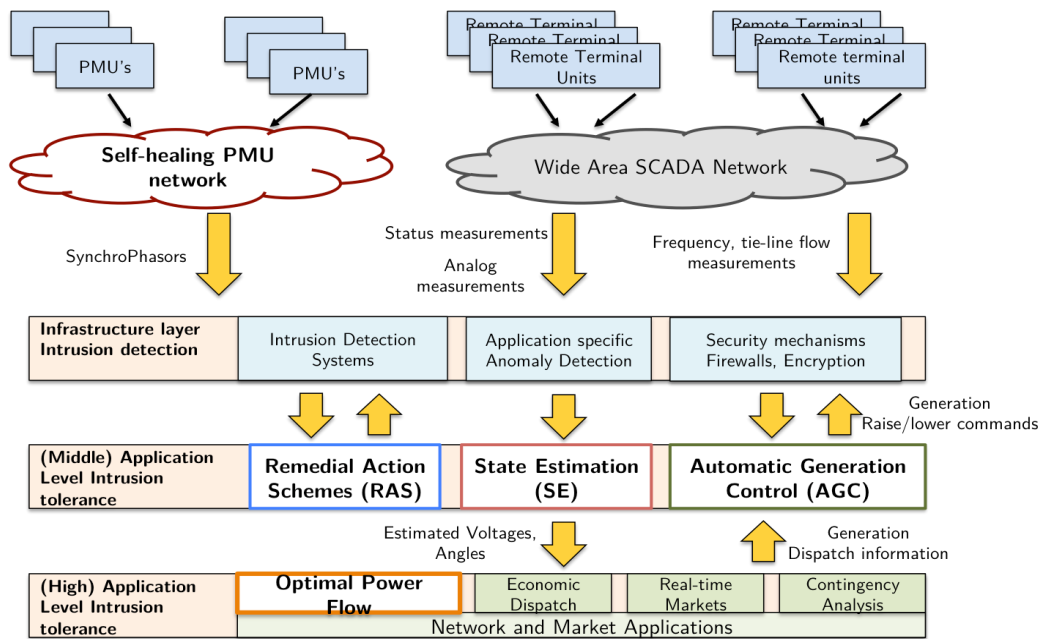 Remote Terminal
Remote Terminal
Remote Terminal
Units
Remote Terminal
Remote Terminal
Remote terminal
units
PMU's
PMU's
Self-healing PMU
network
Wide Area SCADA Network
SynchroPhasors
Status measurements
Analog
measurements
Frequency, tie-line flow
measurements
Infrastructure layer
Intrusion detection
Intrusion Detection
Systems
Application specific
Anomaly Detection
Security mechanisms
Firewalls, Encryption
Generation
Raise/lower commands
(Middle) Application
Level Intrusion
tolerance
Remedial Action
Schemes (RAS)
State Estimation
(SE)
Automatic Generation
Control (AGC)
Estimated Voltages,
Angles
Generation
Dispatch information
(High) Application
Level Intrusion
tolerance
Optimal Power
Flow
Economic
Dispatch
Real-time
Markets
Contingency
Analysis
Network and Market Applications